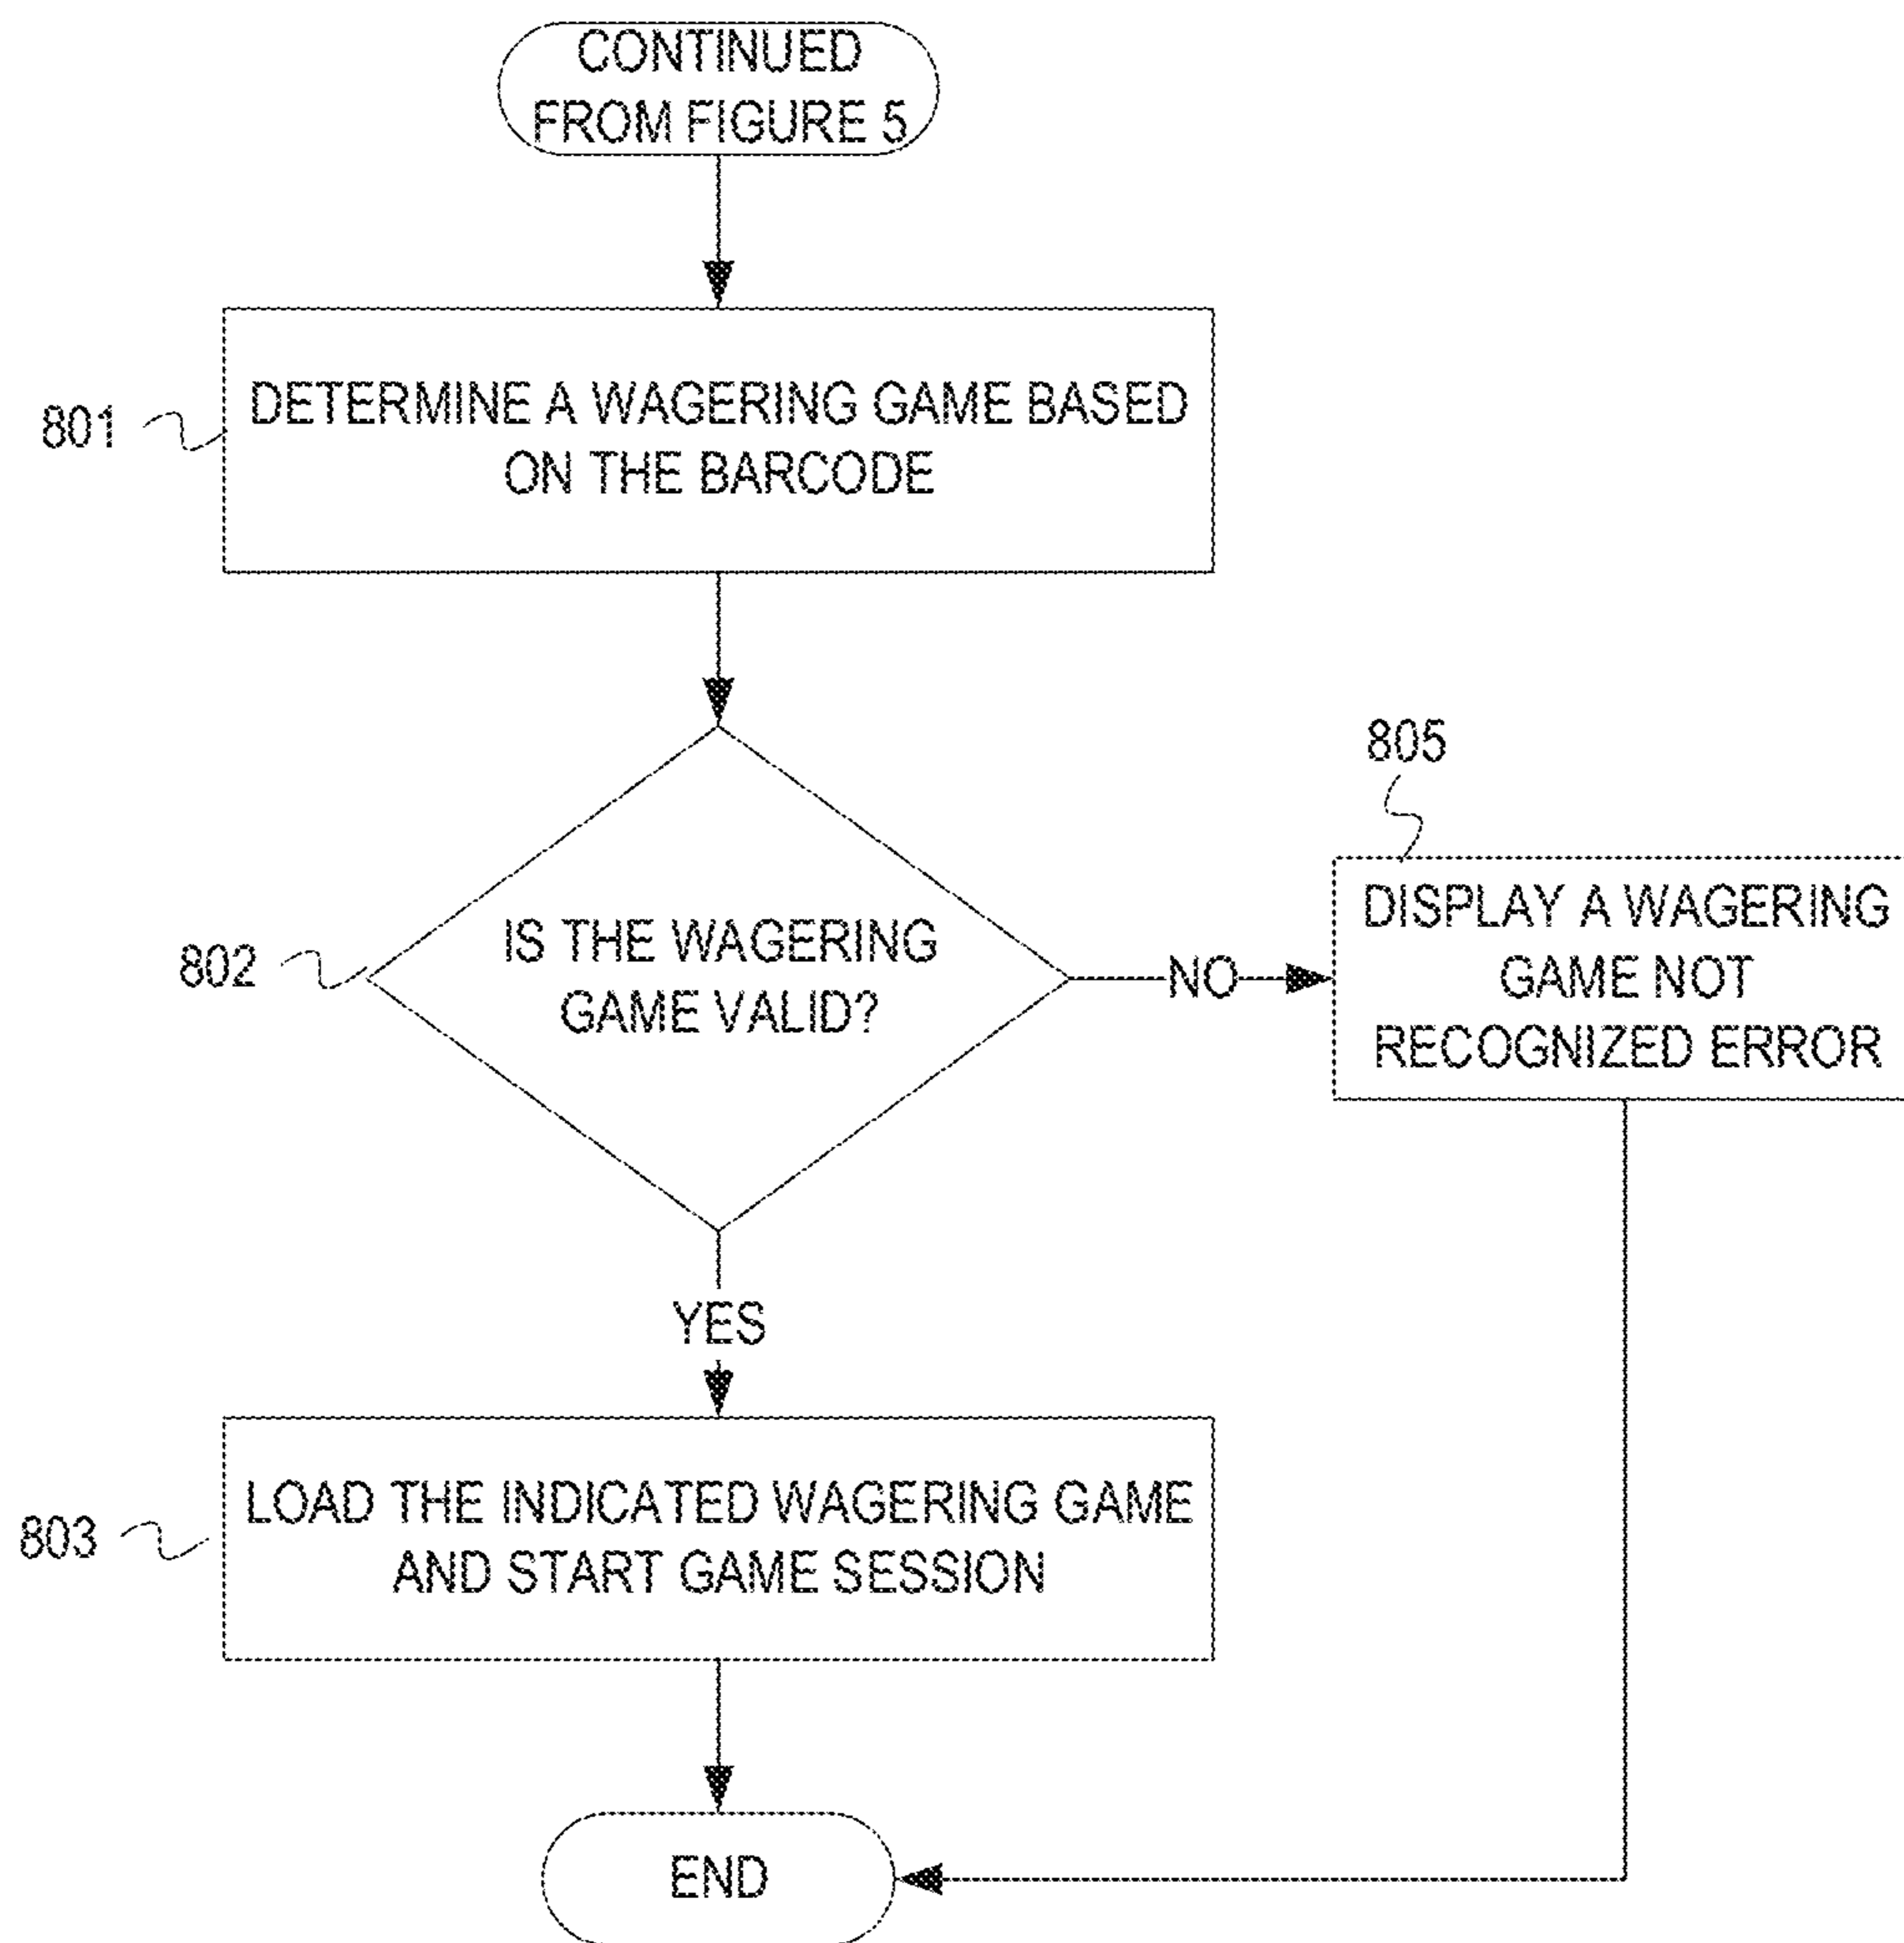 CONTINUED
FROM FIGURE 5
801
DETERMINE A WAGERING GAME BASED
ON THE BARCODE
802
IS THE WAGERING
GAME VALID?
NO
805
DISPLAY A WAGERING
GAME NOT
RECOGNIZED ERROR
YES
803
LOAD THE INDICATED WAGERING GAME
AND START GAME SESSION
END